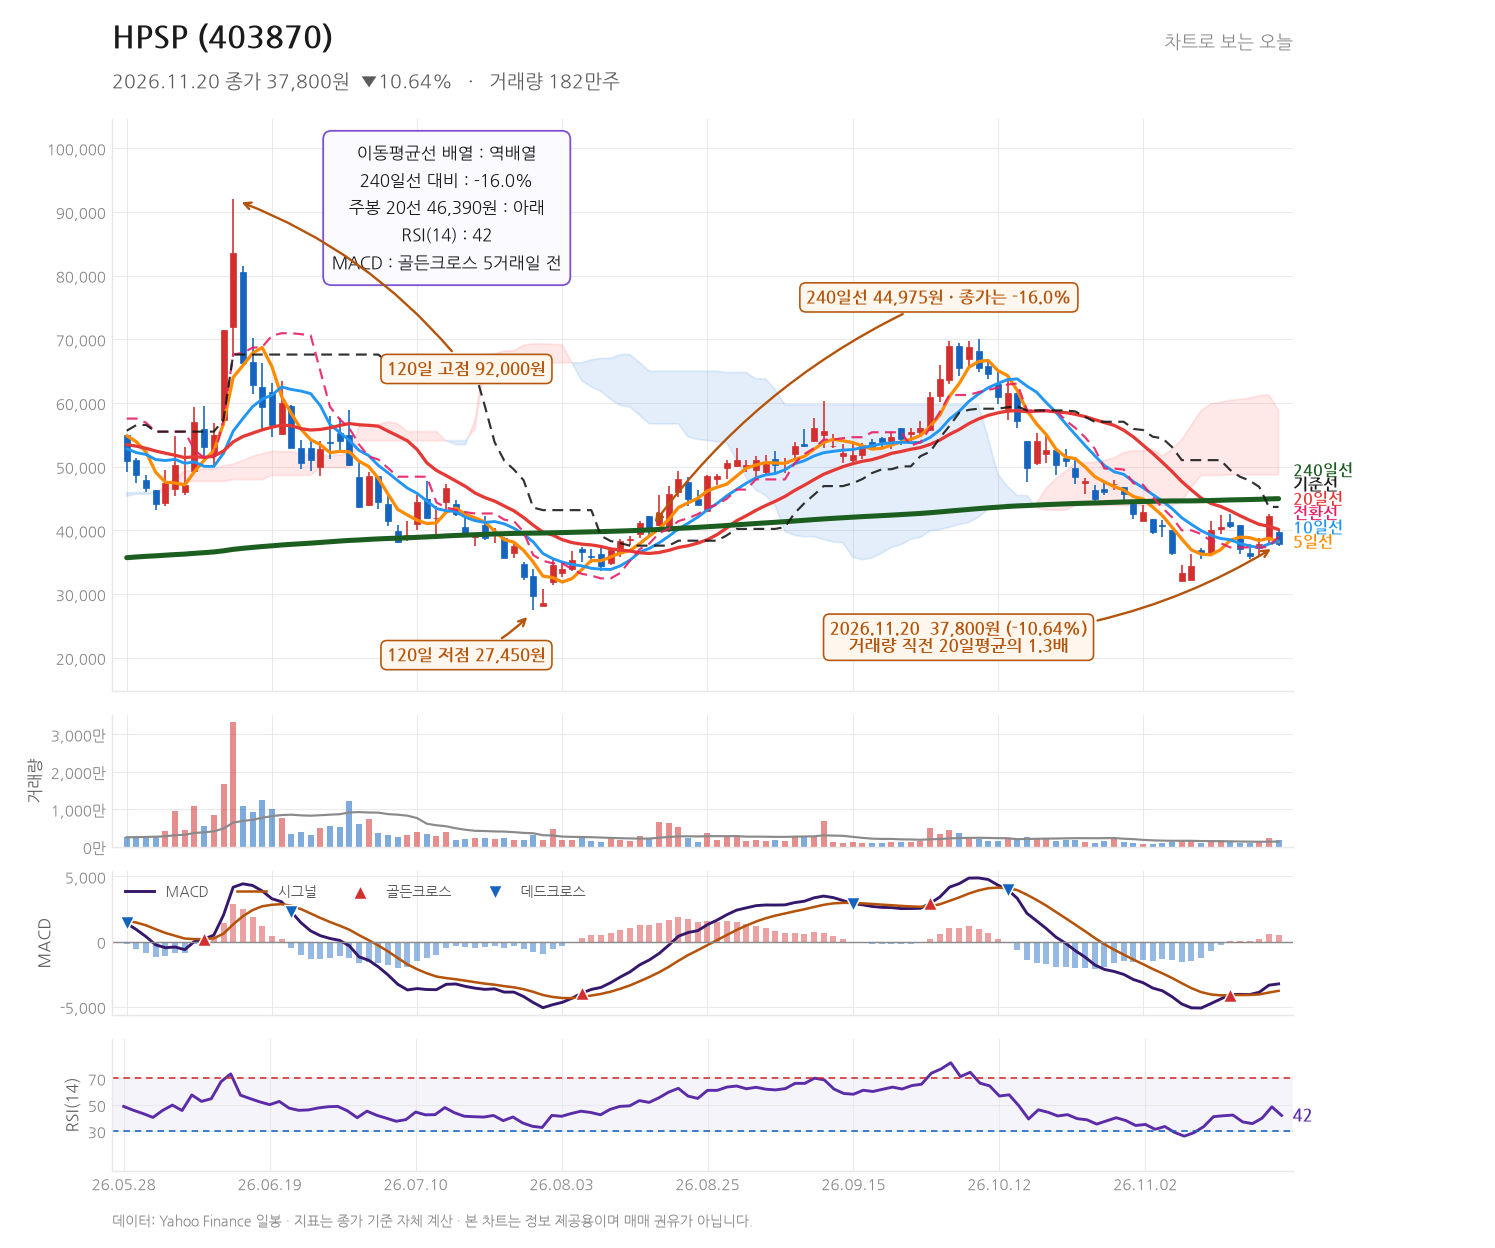 HPSP (403870)
차트로 보는 오늘
2026.11.20 종가 37,800원 ▼10.64% · 거래량 182만주
100,000
90,000
80,000
70,000
60,000
50,000
40,000
30,000
20,000
이동평균선 배열 : 역배열
240일선 대비 : -16.0%
주봉 20선 46,390원 : 아래
RSI(14) : 42
MACD : 골든크로스 5거래일 전
240일선 44,975원 · 종가는 -16.0%
120일 고점 92,000원
120일 저점 27,450원
2026.11.20 37,800원 (-10.64%)
거래량 직전 20일평균의 1.3배
240일선
기준선
20일선
전환선
10일선
5일선
거래량
3,000만
2,000만
1,000만
0만
MACD
5,000
0
-5,000
MACD
시그널
골든크로스
데드크로스
RSI(14)
70
50
30
42
26.05.28
26.06.19
26.07.10
26.08.03
26.08.25
26.09.15
26.10.12
26.11.02
데이터: Yahoo Finance 일봉 · 지표는 종가 기준 자체 계산 · 본 차트는 정보 제공용이며 매매 권유가 아닙니다.